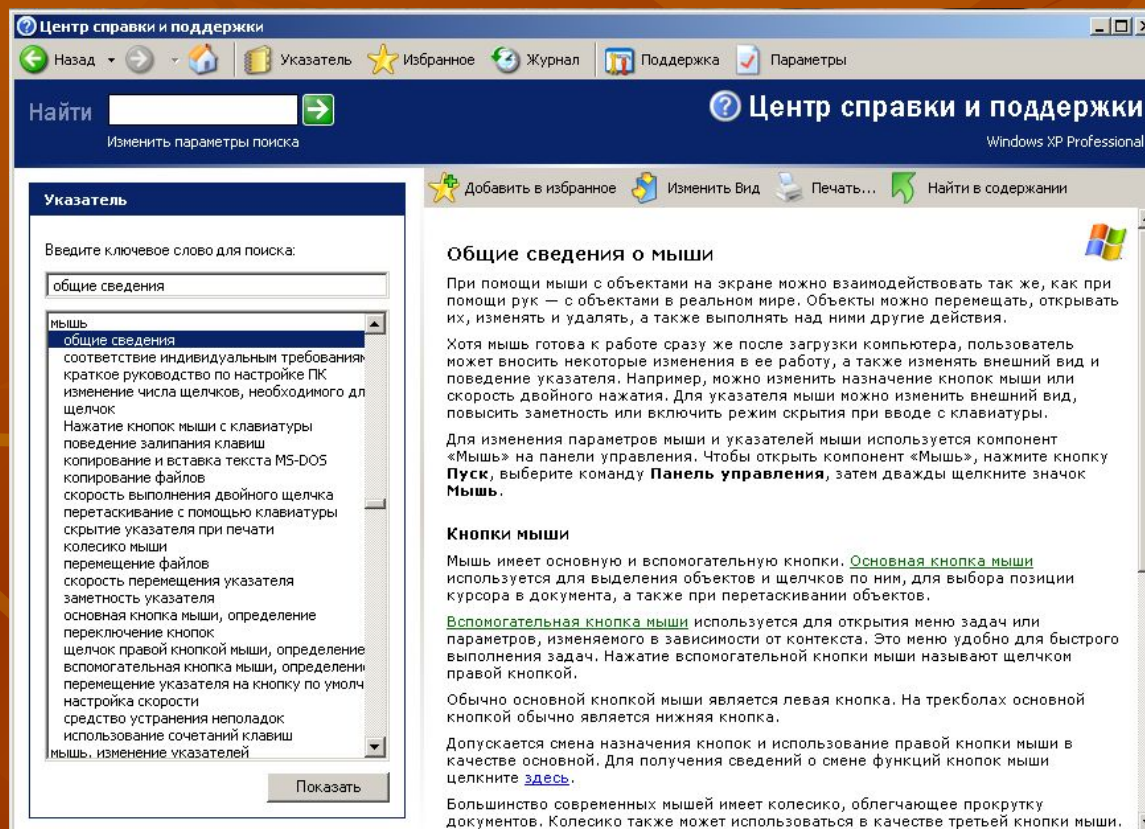 Центр справки и поддержки
Назад
Указатель
Избранное
Журнал
Поддержка
Параметры
Найти
Изменить параметры поиска
Центр справки и поддержки
Windows XP Professional
Указатель
Введите ключевое слово для поиска:
общие сведения
мышь
общие сведения
соответствие индивидуальным требованиям
краткое руководство по настройке ПК
изменение числа щелчков, необходимого дл
щелчок
Нажатие кнопок мыши с клавиатуры
поведение залипания клавиш
копирование и вставка текста MS-DOS
копирование файлов
скорость выполнения двойного щелчка
перетаскивание с помощью клавиатуры
скрытие указателя при печати
колесико мыши
перемещение файлов
скорость перемещения указателя
заметность указателя
основная кнопка мыши, определение
переключение кнопок
щелчок правой кнопкой мыши, определение
вспомогательная кнопка мыши, определени
перемещение указателя на кнопку по умолч
настройка скорости
средство устранения неполадок
использование сочетаний клавиш
мышь, изменение указателей
Показать
Добавить в избранное
Изменить Вид
Печать...
Найти в содержании
Общие сведения о мыши
При помощи мыши с объектами на экране можно взаимодействовать так же, как при
помощи рук — с объектами в реальном мире. Объекты можно перемещать, открывать
их, изменять и удалять, а также выполнять над ними другие действия.
Хотя мышь готова к работе сразу же после загрузки компьютера, пользователь
может вносить некоторые изменения в ее работу, а также изменять внешний вид и
поведение указателя. Например, можно изменить назначение кнопок мыши или
скорость двойного нажатия. Для указателя мыши можно изменить внешний вид,
повысить заметность или включить режим скрытия при вводе с клавиатуры.
Для изменения параметров мыши и указателей мыши используется компонент
«Мышь» на панели управления. Чтобы открыть компонент «Мышь», нажмите кнопку
Пуск, выберите команду Панель управления, затем дважды щелкните значок
Мышь.
Кнопки мыши
Мышь имеет основную и вспомогательную кнопки. Основная кнопка мыши
используется для выделения объектов и щелчков по ним, для выбора позиции
курсора в документа, а также при перетаскивании объектов.
Вспомогательная кнопка мыши используется для открытия меню задач или
параметров, изменяемого в зависимости от контекста. Это меню удобно для быстрого
выполнения задач. Нажатие вспомогательной кнопки мыши называют щелчком
правой кнопкой.
Обычно основной кнопкой мыши является левая кнопка. На трекболах основной
кнопкой обычно является нижняя кнопка.
Допускается смена назначения кнопок и использование правой кнопки мыши в
качестве основной. Для получения сведений о смене функций кнопок мыши
целкните здесь.
Большинство современных мышей имеет колесико, облегчающее прокрутку
документов. Колесико также может использоваться в качестве третьей кнопки мыши.